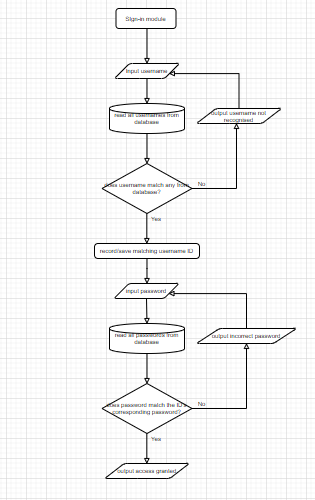 Sign-in module
input username
read all usernames from
database
output username not
recognised
does username match any from
database?
No
Yes
record/save matching username ID
input password
read all passwords from
database
output incorrect password
does password match the ID's
corresponding password?
No
Yes
output access granted